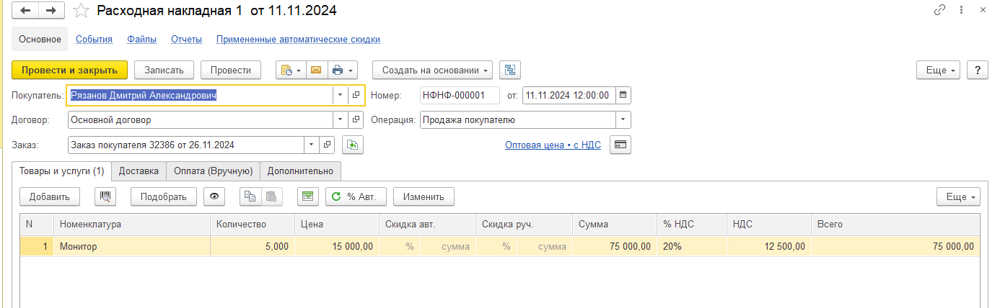 Расходная накладная 1 от 11.11.2024
Основное События Файлы Отчеты Примененные автоматические скидки
Провести и закрыть Записать Провести Создать на основании Еще ?
Покупатель: Рязанов Дмитрий Александрович Номер: НФНФ-000001 от: 11.11.2024 12:00:00
Договор: Основной договор Операция: Продажа покупателю
Заказ: Заказ покупателя 32386 от 26.11.2024 Оптовая цена • с НДС
Товары и услуги (1) Доставка Оплата (Вручную) Дополнительно
Добавить Подобрать % Авт. Изменить Еще
N Номенклатура Количество Цена Скидка авт. Скидка руч. Сумма % НДС НДС Всего
1 Монитор 5,000 15 000,00 % сумма % сумма 75 000,00 20% 12 500,00 75 000,00